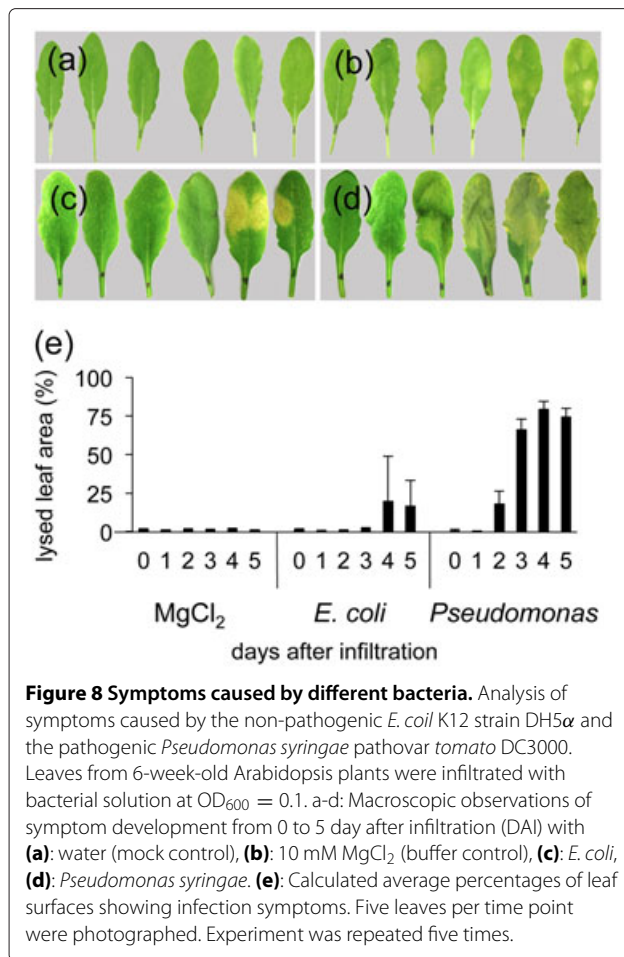 (a)
(b)
(c)
(d)
(e)
lysed leaf area (%)
100
75
50
25
0
0 1 2 3 4 5 0 1 2 3 4 5 0 1 2 3 4 5
MgCl₂ E. coli Pseudomonas
days after infiltration
Figure 8 Symptoms caused by different bacteria. Analysis of
symptoms caused by the non-pathogenic E. coil K12 strain DH5α and
the pathogenic Pseudomonas syringae pathovar tomato DC3000.
Leaves from 6-week-old Arabidopsis plants were infiltrated with
bacterial solution at OD₆₀₀ = 0.1. a-d: Macroscopic observations of
symptom development from 0 to 5 day after infiltration (DAI) with
(a): water (mock control), (b): 10 mM MgCl₂ (buffer control), (c): E. coli,
(d): Pseudomonas syringae. (e): Calculated average percentages of leaf
surfaces showing infection symptoms. Five leaves per time point
were photographed. Experiment was repeated five times.